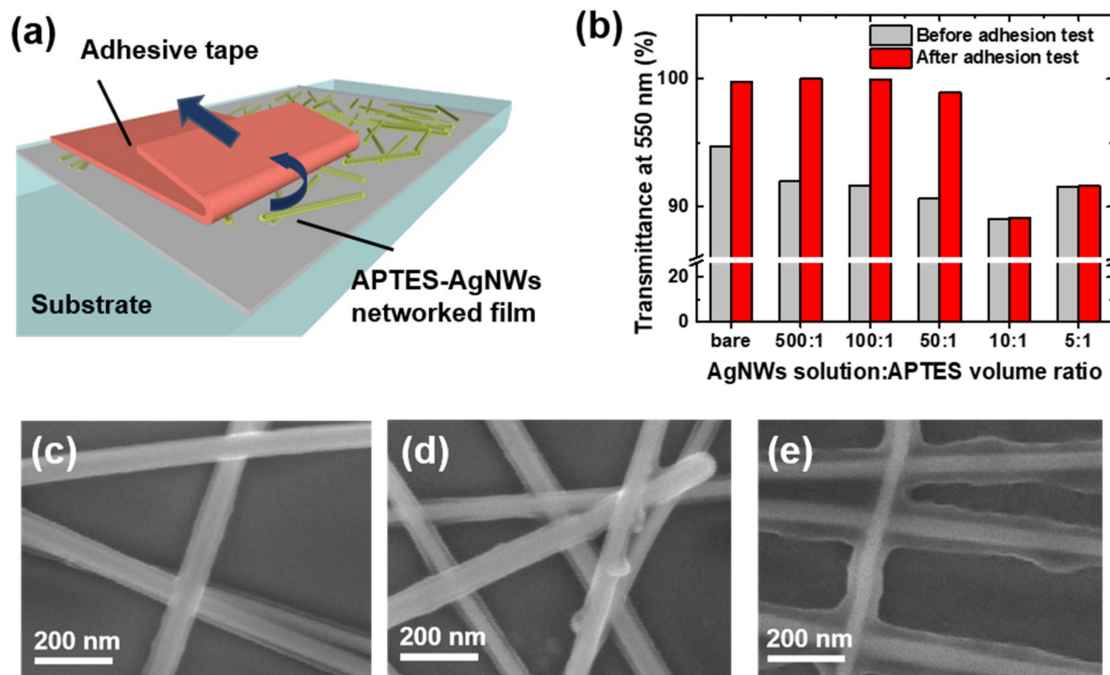 (a)
Adhesive tape
Substrate
APTES-AgNWs
networked film
(b)
Transmittance at 550 nm (%)
Before adhesion test
After adhesion test
100
90
20
0
bare 500:1 100:1 50:1 10:1 5:1
AgNWs solution:APTES volume ratio
(c)
200 nm
(d)
200 nm
(e)
200 nm